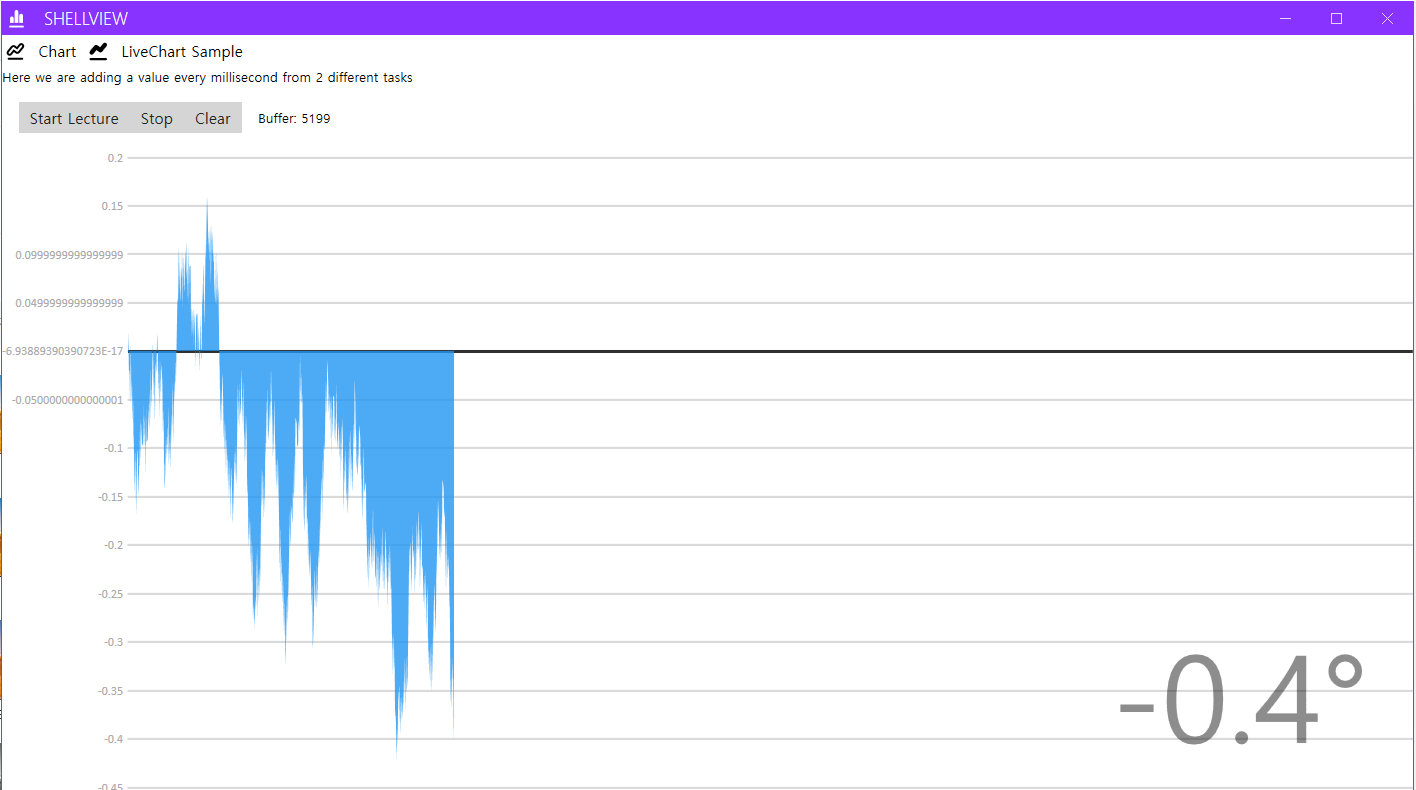 SHELLVIEW
Chart LiveChart Sample
Here we are adding a value every millisecond from 2 different tasks
Start Lecture Stop Clear Buffer: 5199
0.2
0.15
0.0999999999999999
0.0499999999999999
-6.93889390390723E-17
-0.0500000000000001
-0.1
-0.15
-0.2
-0.25
-0.3
-0.35
-0.4
-0.45
-0.4°